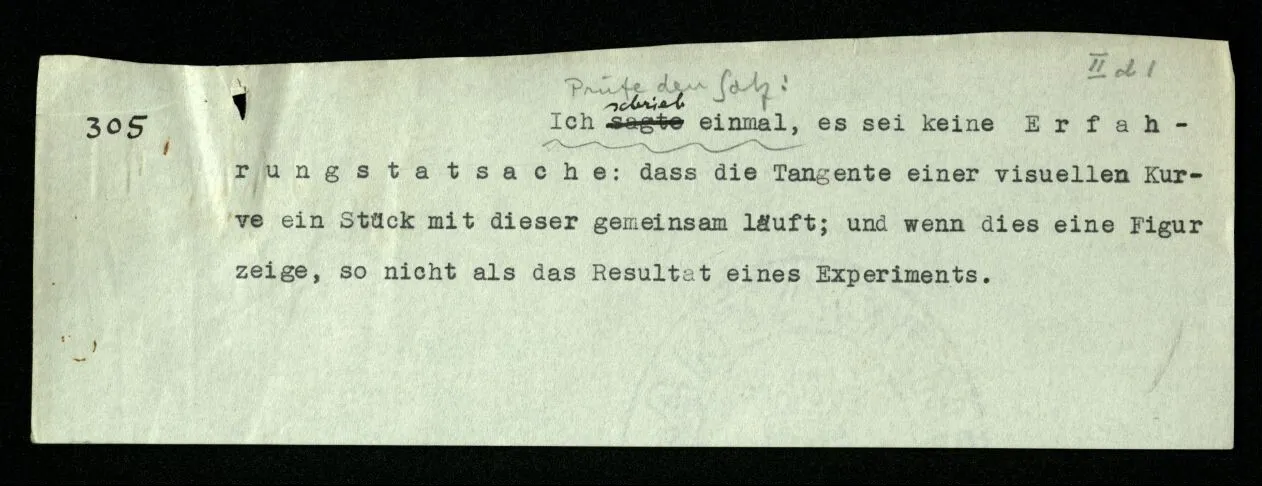 II d 1
Prüfe den Satz:
schrieb
305 Ich sagte einmal, es sei keine E r f a h -
r u n g s t a t s a c h e: dass die Tangente einer visuellen Kur-
ve ein Stück mit dieser gemeinsam läuft; und wenn dies eine Figur
zeige, so nicht als das Resultat eines Experiments.